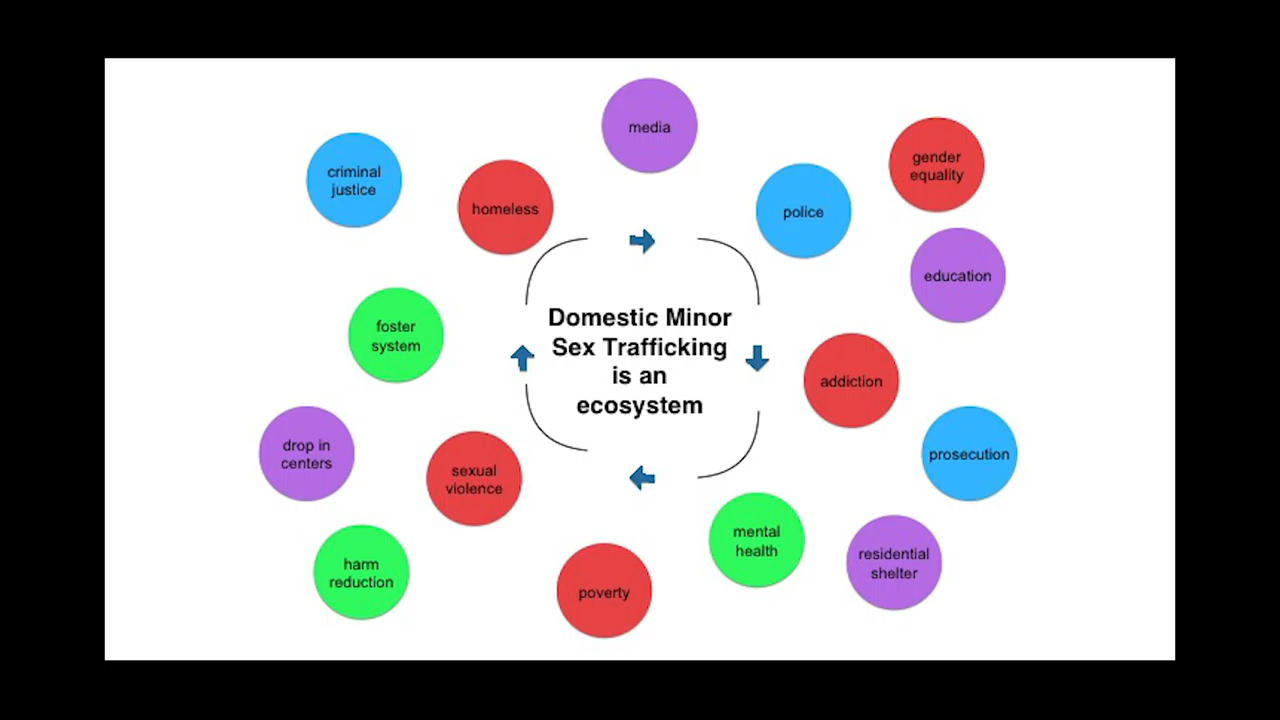 media
gender
equality
criminal
justice
homeless
police
education
foster
system
Domestic Minor
Sex Trafficking
is an
ecosystem
addiction
drop in
centers
sexual
violence
prosecution
mental
health
residential
shelter
harm
reduction
poverty